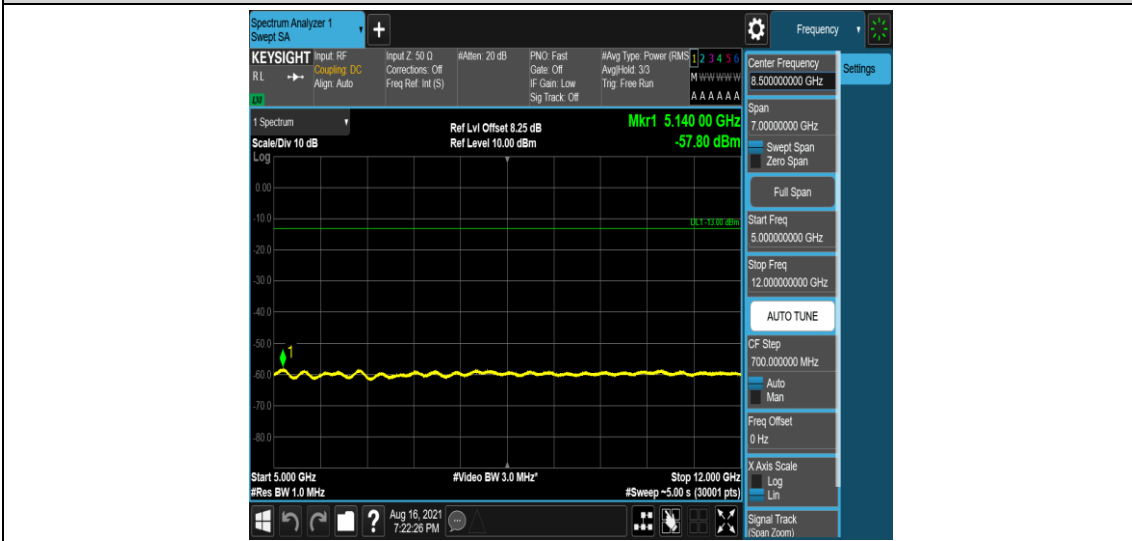 Spectrum Analyzer 1
Swept SA
Frequency
KEYSIGHT
RL
LXI
Input: RF
Coupling: DC
Align: Auto
Input Z: 50 Ω
Corrections: Off
Freq Ref: Int (S)
#Atten: 20 dB
PNO: Fast
Gate: Off
IF Gain: Low
Sig Track: Off
#Avg Type: Power (RMS
Avg|Hold: 3/3
Trig: Free Run
1 2 3 4 5 6
M W W W W W
A A A A A A
1 Spectrum
Scale/Div 10 dB
Log
Ref Lvl Offset 8.25 dB
Ref Level 10.00 dBm
Mkr1 5.140 00 GHz
-57.80 dBm
0.00
-10.0
DL1 -13.00 dBm
-20.0
-30.0
-40.0
-50.0
1
-60.0
-70.0
-80.0
Start 5.000 GHz
#Video BW 3.0 MHz*
Stop 12.000 GHz
#Res BW 1.0 MHz
#Sweep ~5.00 s (30001 pts)
Aug 16, 2021
7:22:26 PM
Center Frequency
8.500000000 GHz
Settings
Span
7.00000000 GHz
Swept Span
Zero Span
Full Span
Start Freq
5.000000000 GHz
Stop Freq
12.000000000 GHz
AUTO TUNE
CF Step
700.000000 MHz
Auto
Man
Freq Offset
0 Hz
X Axis Scale
Log
Lin
Signal Track
(Span Zoom)